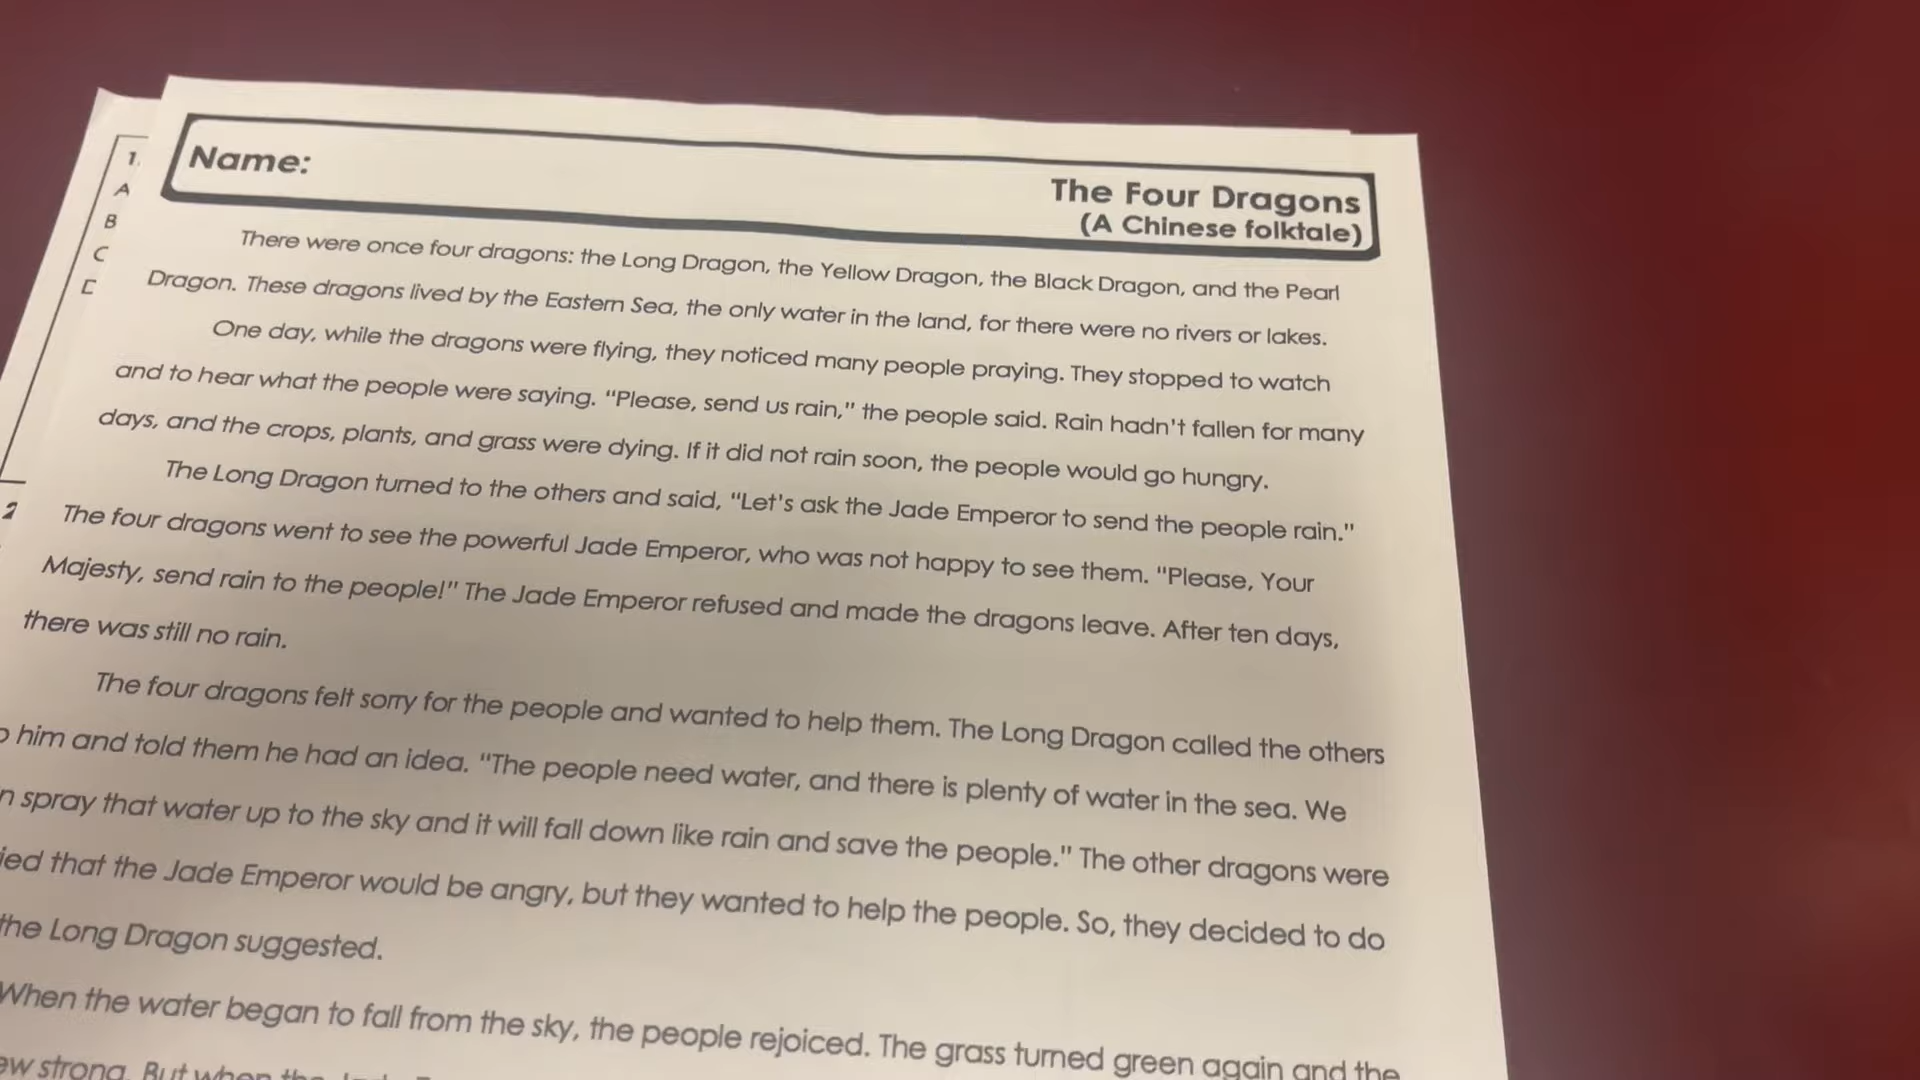 1.
A
B
C
D
2
Name:
The Four Dragons
(A Chinese folktale)
There were once four dragons: the Long Dragon, the Yellow Dragon, the Black Dragon, and the Pearl
Dragon. These dragons lived by the Eastern Sea, the only water in the land, for there were no rivers or lakes.
One day, while the dragons were flying, they noticed many people praying. They stopped to watch
and to hear what the people were saying. "Please, send us rain," the people said. Rain hadn't fallen for many
days, and the crops, plants, and grass were dying. If it did not rain soon, the people would go hungry.
The Long Dragon turned to the others and said, "Let's ask the Jade Emperor to send the people rain."
The four dragons went to see the powerful Jade Emperor, who was not happy to see them. "Please, Your
Majesty, send rain to the people!" The Jade Emperor refused and made the dragons leave. After ten days,
there was still no rain.
The four dragons felt sorry for the people and wanted to help them. The Long Dragon called the others
him and told them he had an idea. "The people need water, and there is plenty of water in the sea. We
spray that water up to the sky and it will fall down like rain and save the people." The other dragons were
that the Jade Emperor would be angry, but they wanted to help the people. So, they decided to do
the Long Dragon suggested.
When the water began to fall from the sky, the people rejoiced. The grass turned green again and the
strong. But when the